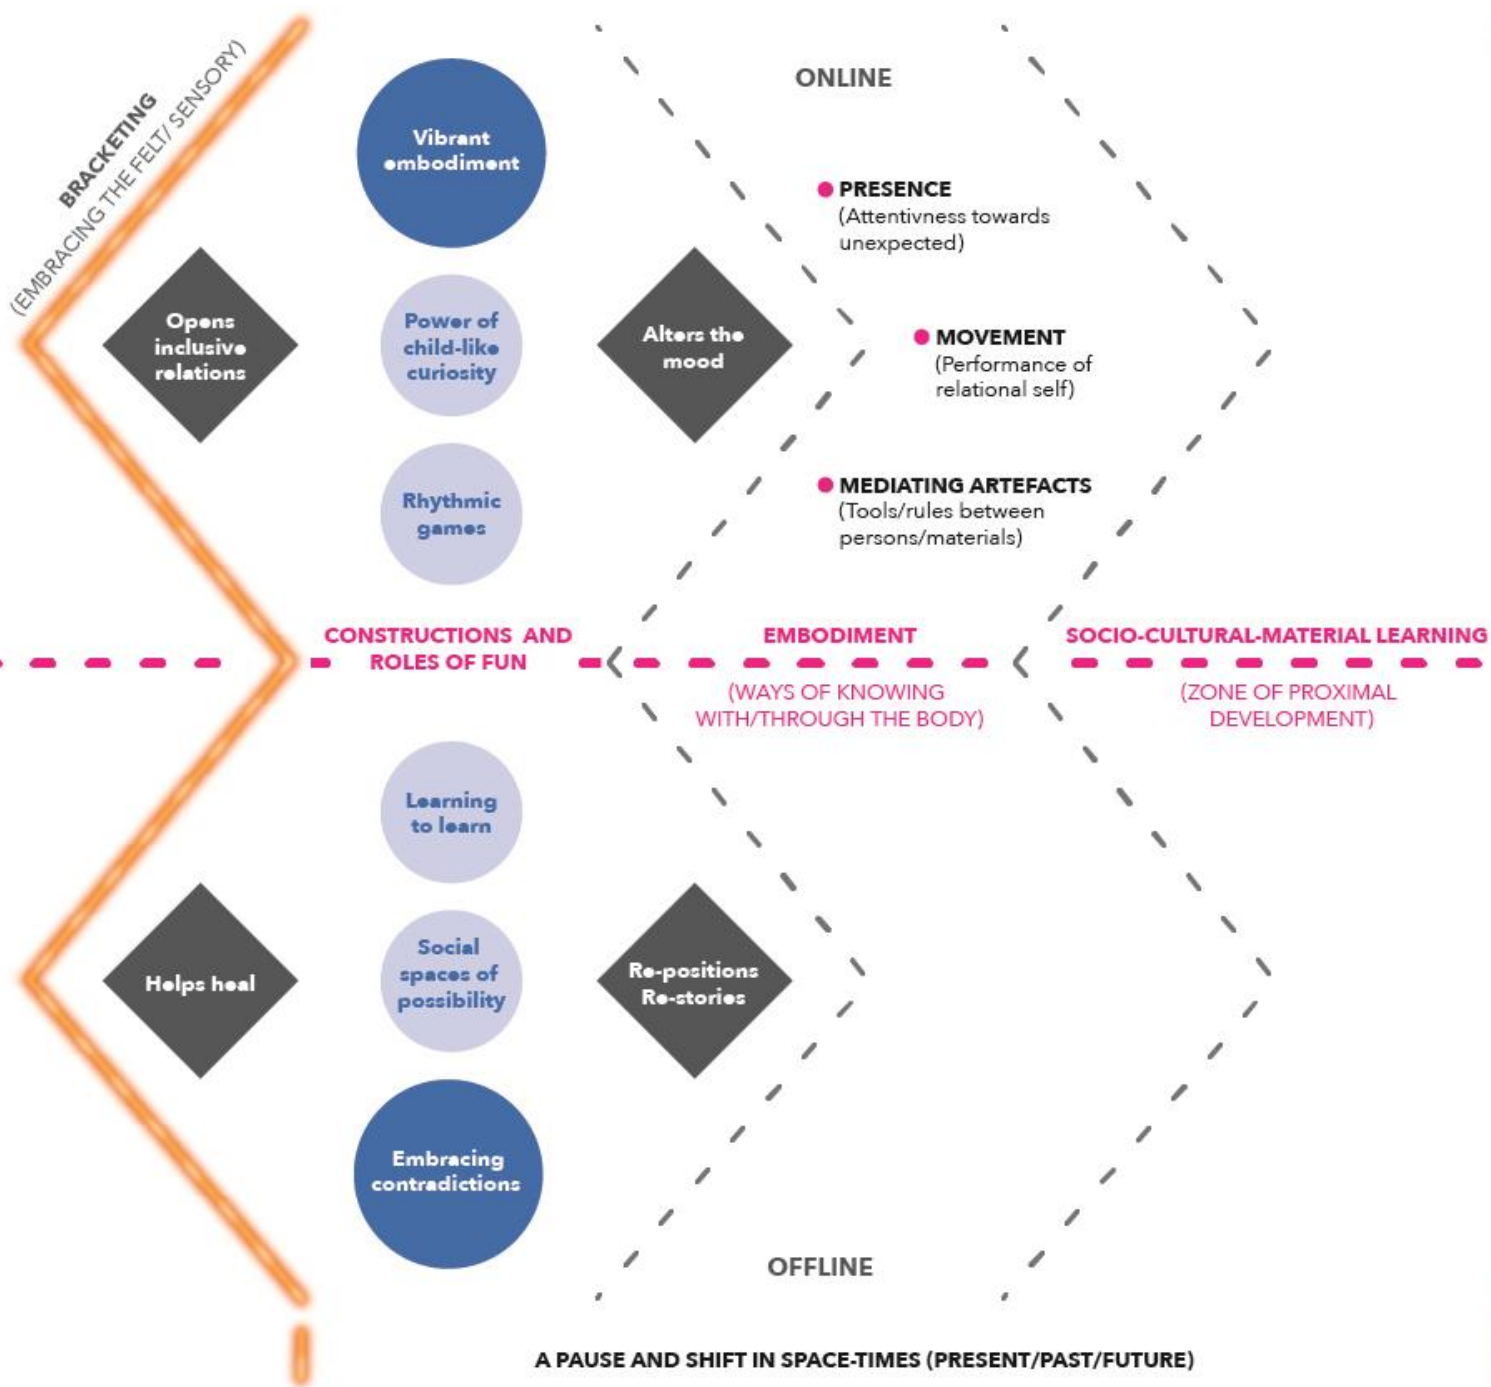 ONLINE
BRACKETING
(EMBRACING THE FELT/ SENSORY)
Vibrant
embodiment
PRESENCE
(Attentivness towards
unexpected)
Opens
inclusive
relations
Power of
child-like
curiosity
Alters the
mood
MOVEMENT
(Performance of
relational self)
Rhythmic
games
MEDIATING ARTEFACTS
(Tools/rules between
persons/materials)
CONSTRUCTIONS AND
ROLES OF FUN
EMBODIMENT
(WAYS OF KNOWING
WITH/THROUGH THE BODY)
SOCIO-CULTURAL-MATERIAL LEARNING
(ZONE OF PROXIMAL
DEVELOPMENT)
Learning
to learn
Helps heal
Social
spaces of
possibility
Re-positions
Re-stories
Embracing
contradictions
OFFLINE
A PAUSE AND SHIFT IN SPACE-TIMES (PRESENT/PAST/FUTURE)